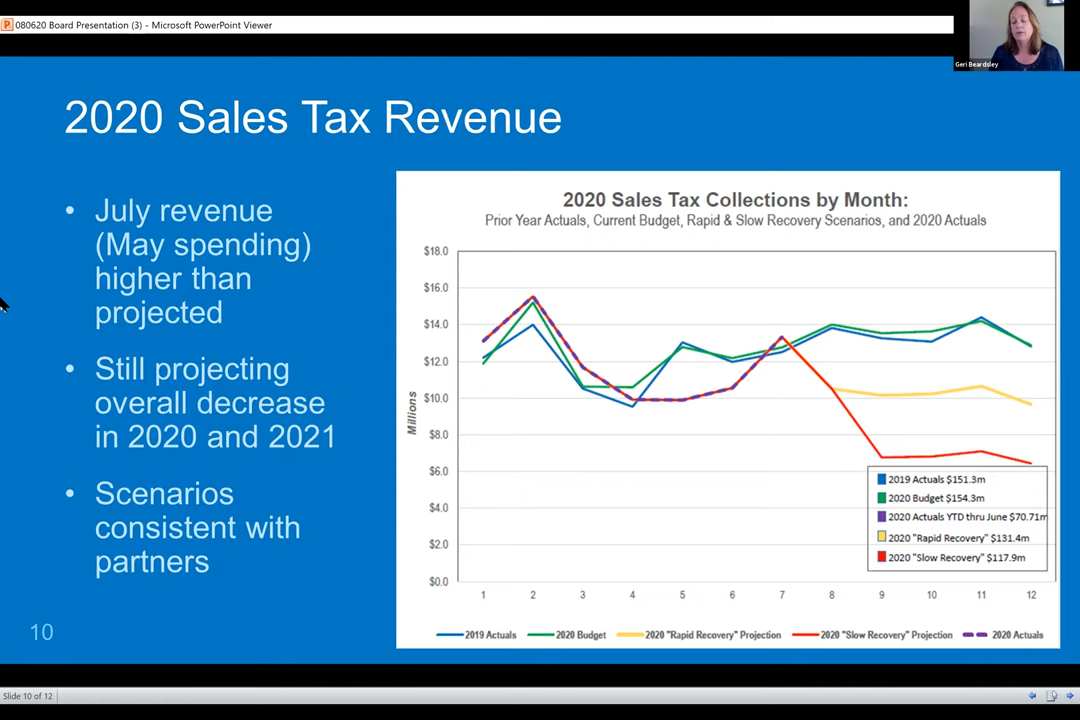 080620 Board Presentation (3) - Microsoft PowerPoint Viewer
Geri Beardsley
2020 Sales Tax Revenue
• July revenue
(May spending)
higher than
projected
• Still projecting
overall decrease
in 2020 and 2021
• Scenarios
consistent with
partners
10
2020 Sales Tax Collections by Month:
Prior Year Actuals, Current Budget, Rapid & Slow Recovery Scenarios, and 2020 Actuals
Millions
$18.0
$16.0
$14.0
$12.0
$10.0
$8.0
$6.0
$4.0
$2.0
$0.0
1 2 3 4 5 6 7 8 9 10 11 12
2019 Actuals $151.3m
2020 Budget $154.3m
2020 Actuals YTD thru June $70.71m
2020 "Rapid Recovery" $131.4m
2020 "Slow Recovery" $117.9m
2019 Actuals 2020 Budget 2020 "Rapid Recovery" Projection 2020 "Slow Recovery" Projection 2020 Actuals
Slide 10 of 12